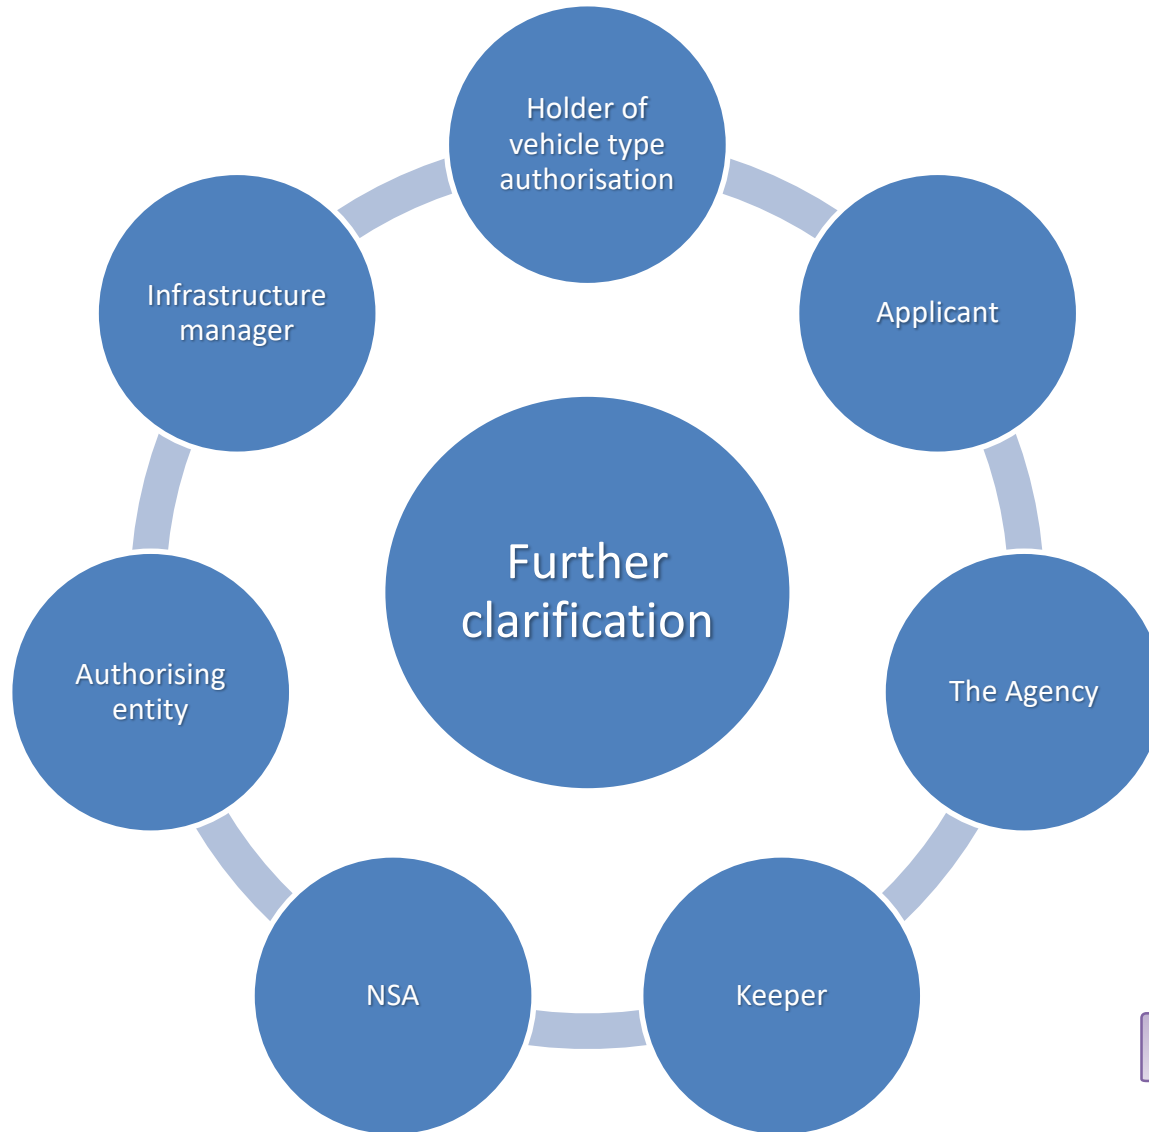 Holder of
vehicle type
authorisation
Applicant
The Agency
Keeper
NSA
Authorising
entity
Infrastructure
manager
Further
clarification